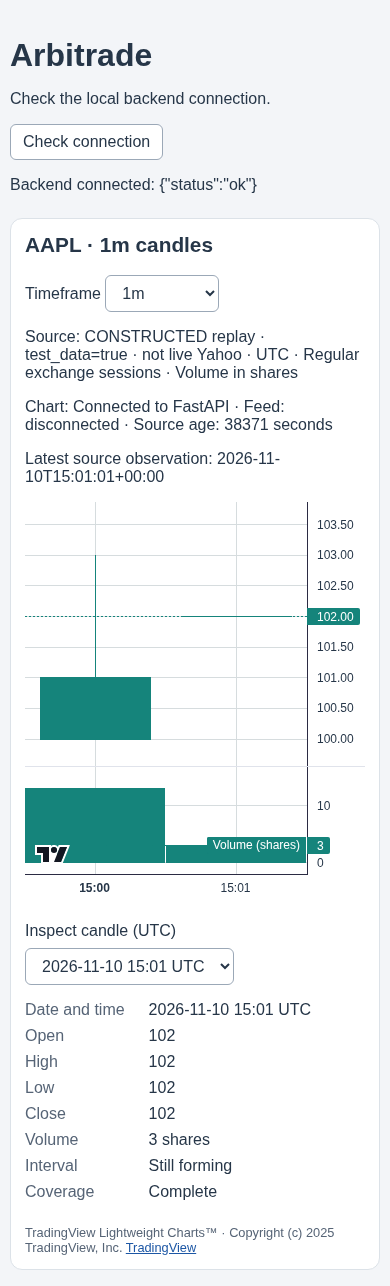 Arbitrade
Check the local backend connection.
Check connection
Backend connected: {"status":"ok"}
AAPL · 1m candles
Timeframe 1m
Source: CONSTRUCTED replay ·
test_data=true · not live Yahoo · UTC · Regular
exchange sessions · Volume in shares
Chart: Connected to FastAPI · Feed:
disconnected · Source age: 38371 seconds
Latest source observation: 2026-11-
10T15:01:01+00:00
103.50
103.00
102.50
102.00
101.50
101.00
100.50
100.00
10
Volume (shares) 3
0
15:00 15:01
Inspect candle (UTC)
2026-11-10 15:01 UTC
Date and time 2026-11-10 15:01 UTC
Open 102
High 102
Low 102
Close 102
Volume 3 shares
Interval Still forming
Coverage Complete
TradingView Lightweight Charts™ · Copyright (c) 2025
TradingView, Inc. TradingView